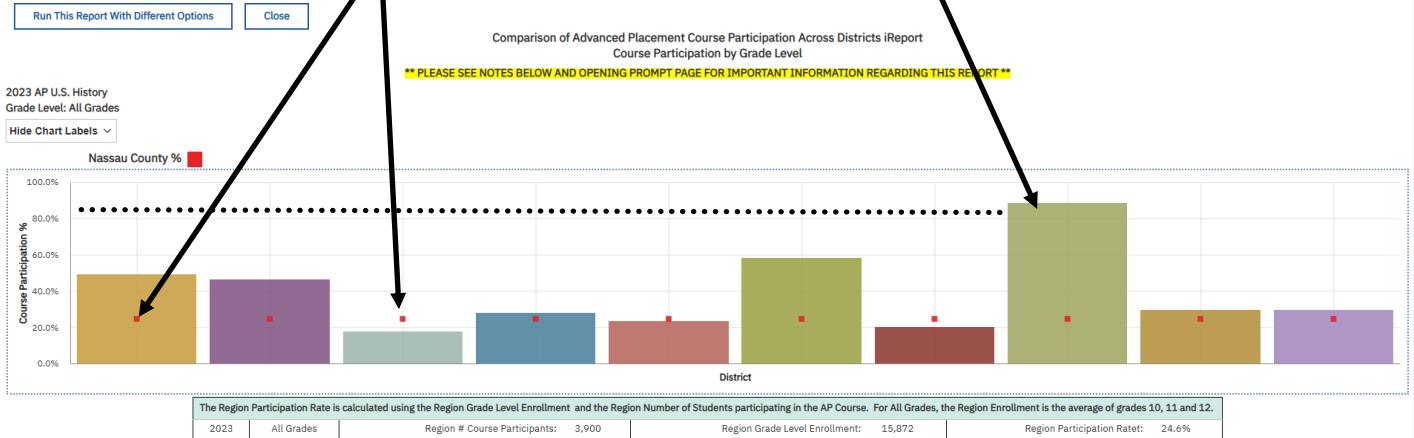 Run This Report With Different Options Close
Comparison of Advanced Placement Course Participation Across Districts iReport
Course Participation by Grade Level
** PLEASE SEE NOTES BELOW AND OPENING PROMPT PAGE FOR IMPORTANT INFORMATION REGARDING THIS REPORT **
2023 AP U.S. History
Grade Level: All Grades
Hide Chart Labels
Nassau County %
100.0%
80.0%
60.0%
40.0%
20.0%
0.0%
Course Participation %
District
The Region Participation Rate is calculated using the Region Grade Level Enrollment and the Region Number of Students participating in the AP Course. For All Grades, the Region Enrollment is the average of grades 10, 11 and 12.
2023 All Grades Region # Course Participants: 3,900 Region Grade Level Enrollment: 15,872 Region Participation Ratet: 24.6%